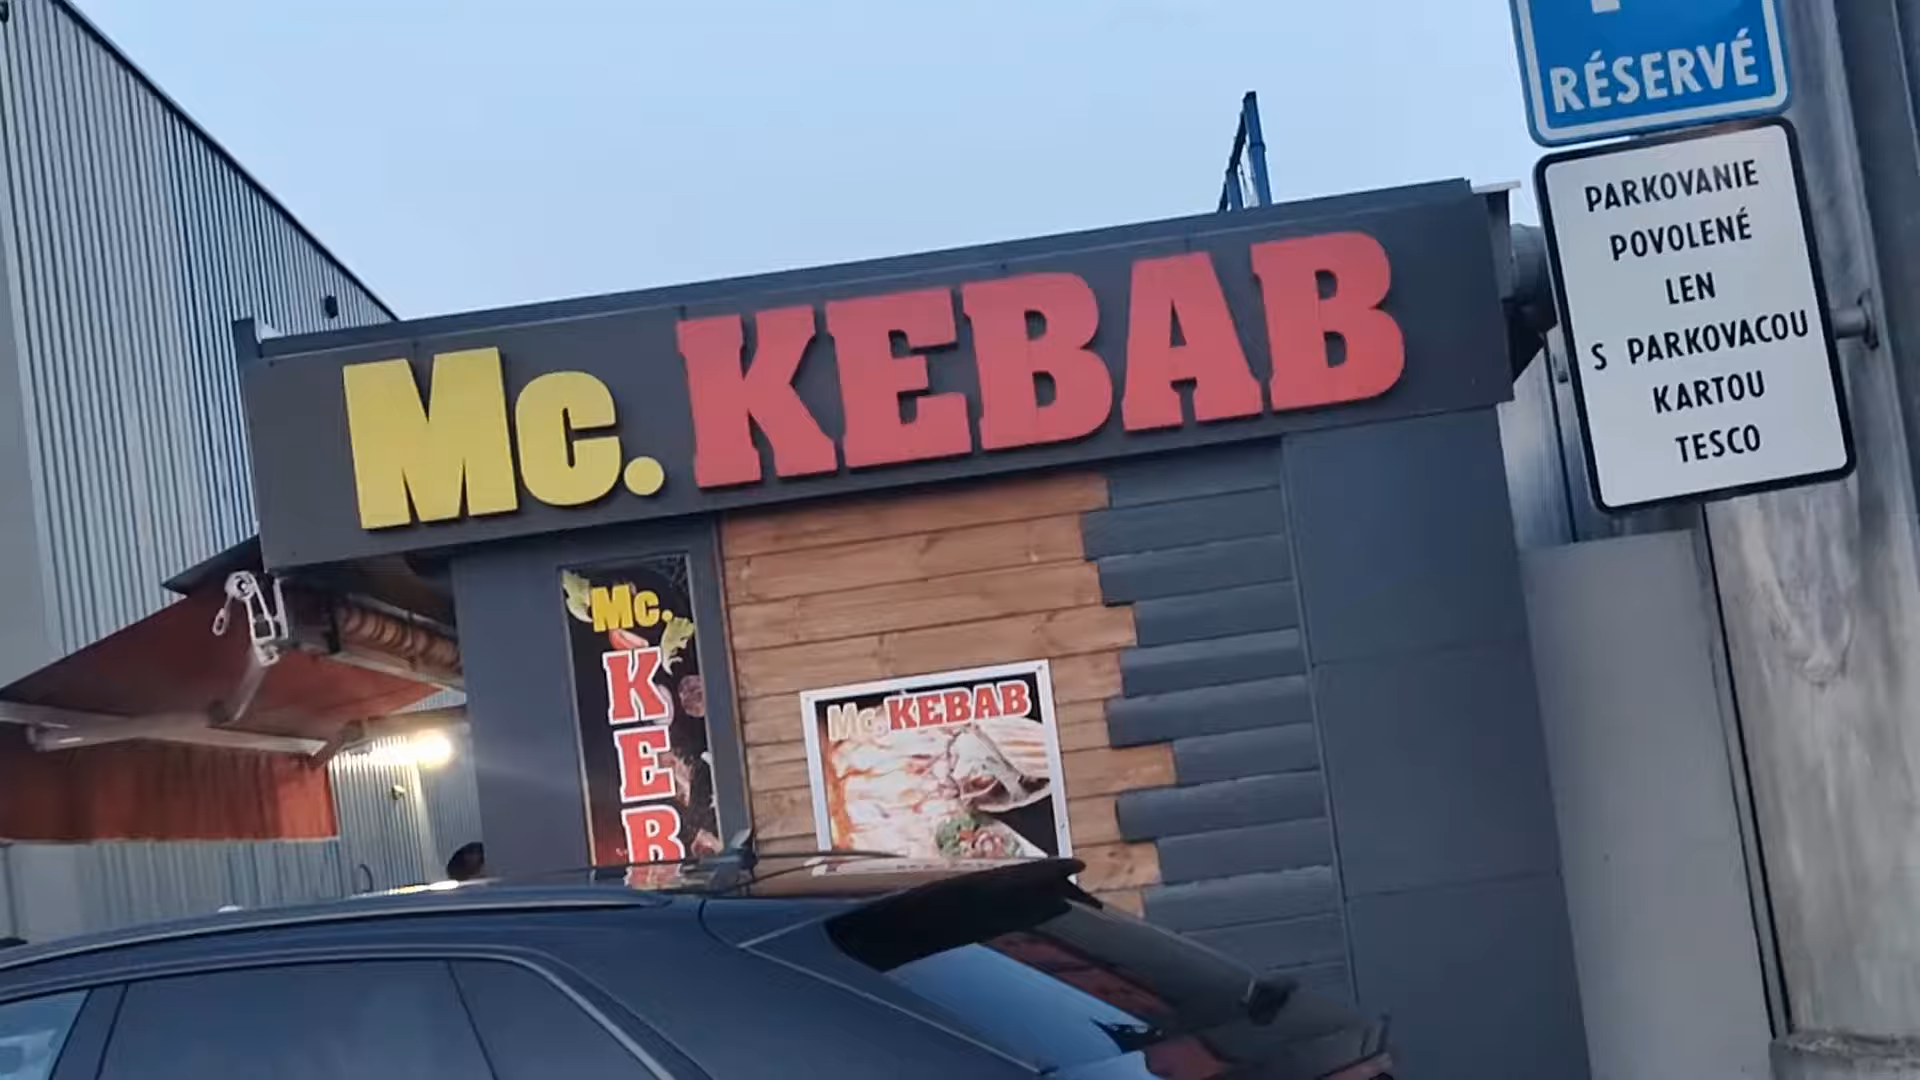 RÉSERVÉ
PARKOVANIE
POVOLENÉ
LEN
S PARKOVACOU
KARTOU
TESCO
Mc. KEBAB
Mc.
KEB
Mc. KEBAB